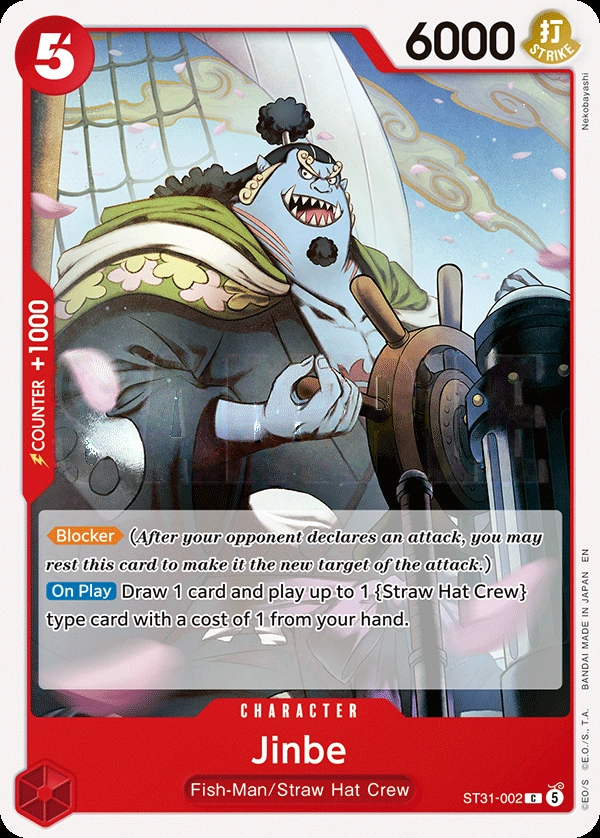 5
6000
打
STRIKE
Nekobayashi
COUNTER +1000
Blocker (After your opponent declares an attack, you may
rest this card to make it the new target of the attack.)
On Play Draw 1 card and play up to 1 {Straw Hat Crew}
type card with a cost of 1 from your hand.
CHARACTER
Jinbe
Fish-Man/Straw Hat Crew
ST31-002 C 5
©EO/S ©E.O./S., T.A. BANDAI MADE IN JAPAN EN